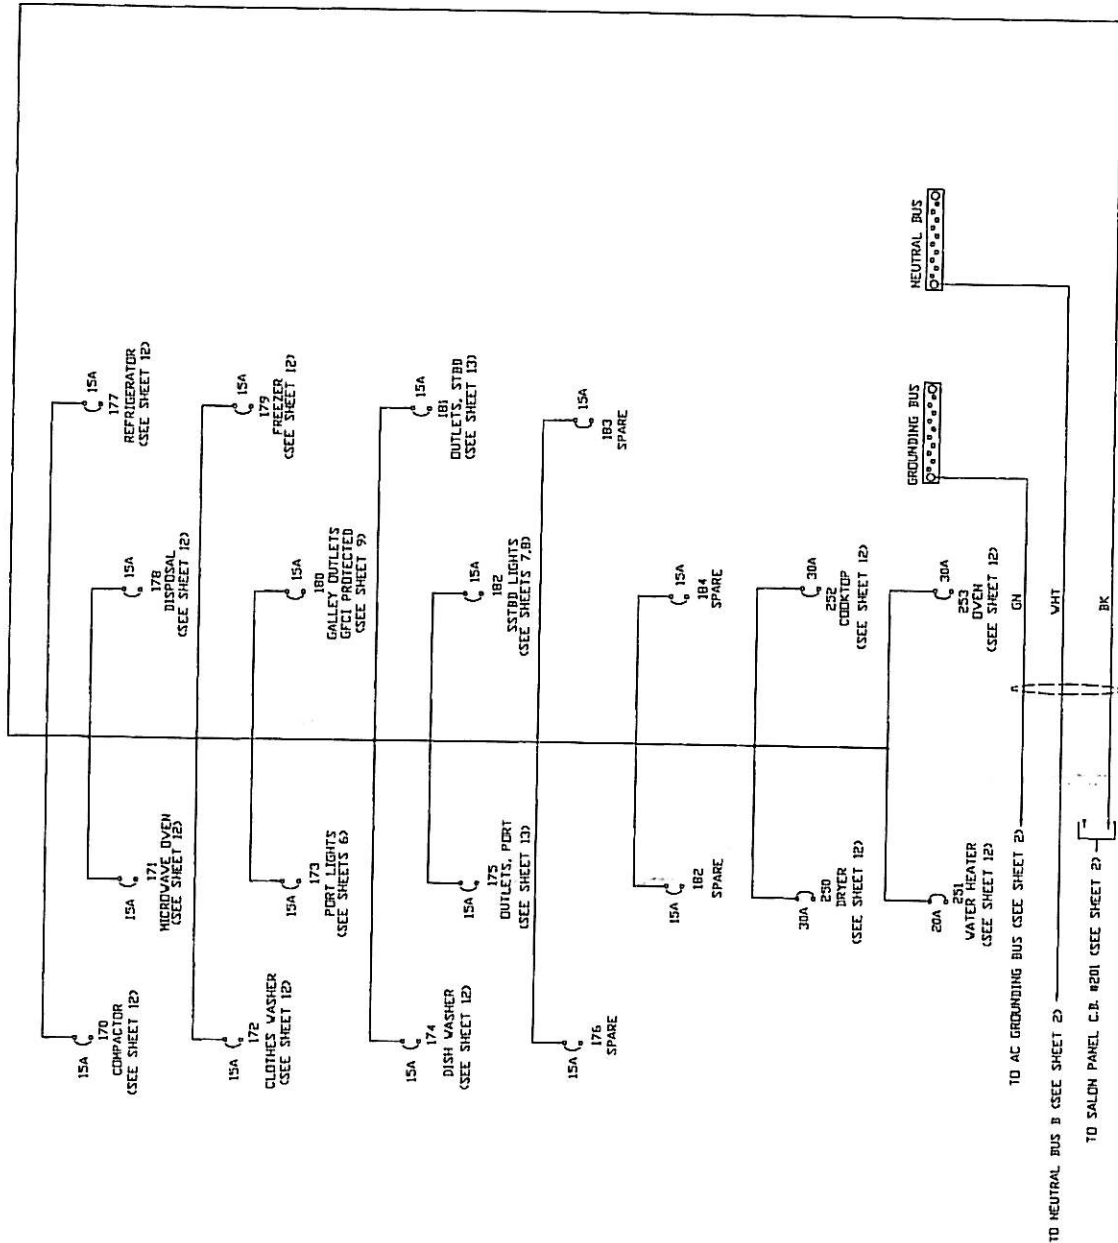 15A
170
COMPACTOR
(SEE SHEET 12)
15A
171
MICROWAVE OVEN
(SEE SHEET 12)
15A
178
DISPOSAL
(SEE SHEET 12)
15A
177
REFRIGERATOR
(SEE SHEET 12)
15A
172
CLOTHES WASHER
(SEE SHEET 12)
15A
173
PORT LIGHTS
(SEE SHEETS 6)
15A
180
GALLEY OUTLETS
GFCI PROTECTED
(SEE SHEET 9)
15A
179
FREEZER
(SEE SHEET 12)
15A
174
DISH WASHER
(SEE SHEET 12)
15A
175
OUTLETS, PORT
(SEE SHEET 13)
15A
182
SSTBD LIGHTS
(SEE SHEETS 7,8)
15A
181
OUTLETS, STBD
(SEE SHEET 13)
15A
176
SPARE
15A
182
SPARE
15A
184
SPARE
15A
183
SPARE
30A
250
DRYER
(SEE SHEET 12)
30A
252
COOKTOP
(SEE SHEET 12)
20A
251
WATER HEATER
(SEE SHEET 12)
30A
253
OVEN
(SEE SHEET 12)
GROUNDING BUS
NEUTRAL BUS
TO AC GROUNDING BUS (SEE SHEET 2)
GN
TO NEUTRAL BUS B (SEE SHEET 2)
WHT
TO SALON PANEL C.B. #201 (SEE SHEET 2)
BK